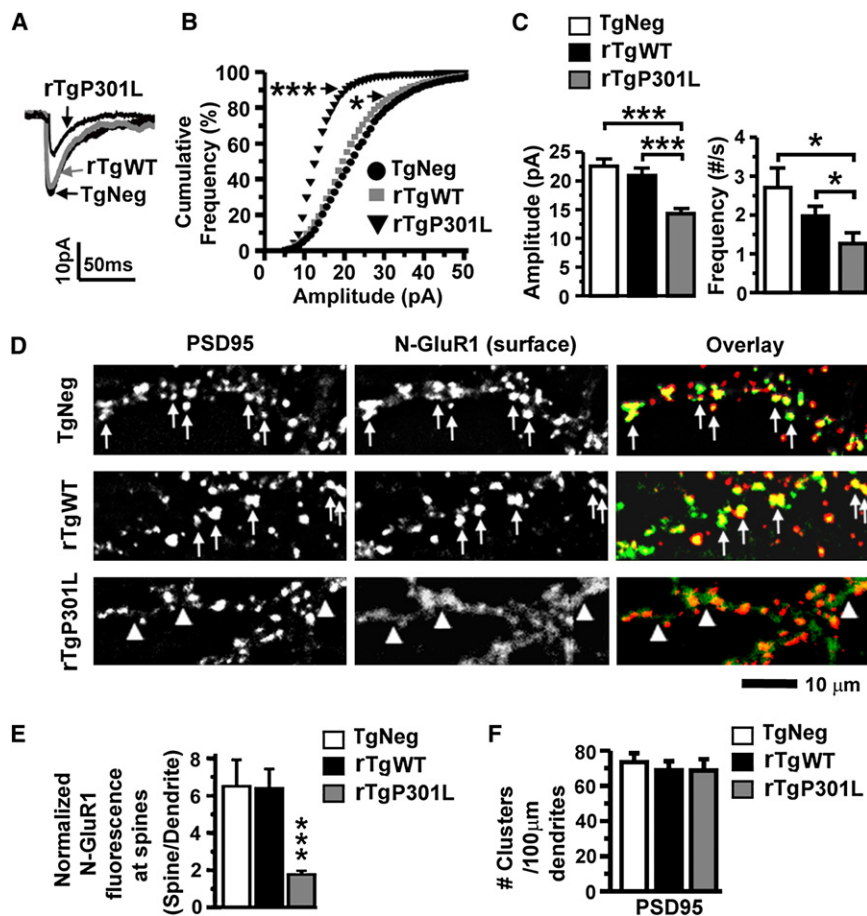 A
rTgP301L
rTgWT
TgNeg
10pA
50ms
B
Cumulative
Frequency (%)
100
80
60
40
20
0
0 10 20 30 40 50
Amplitude (pA)
***
*
TgNeg
rTgWT
rTgP301L
C
TgNeg
rTgWT
rTgP301L
Amplitude (pA)
25
20
15
10
5
0
***
***
Frequency (#/s)
4
3
2
1
0
*
*
D
PSD95 N-GluR1 (surface) Overlay
TgNeg
rTgWT
rTgP301L
10 μm
E
Normalized
N-GluR1
fluorescence
at spines
(Spine/Dendrite)
6
4
2
0
***
TgNeg
rTgWT
rTgP301L
F
# Clusters
/100μm
dendrites
80
60
40
20
0
PSD95
TgNeg
rTgWT
rTgP301L